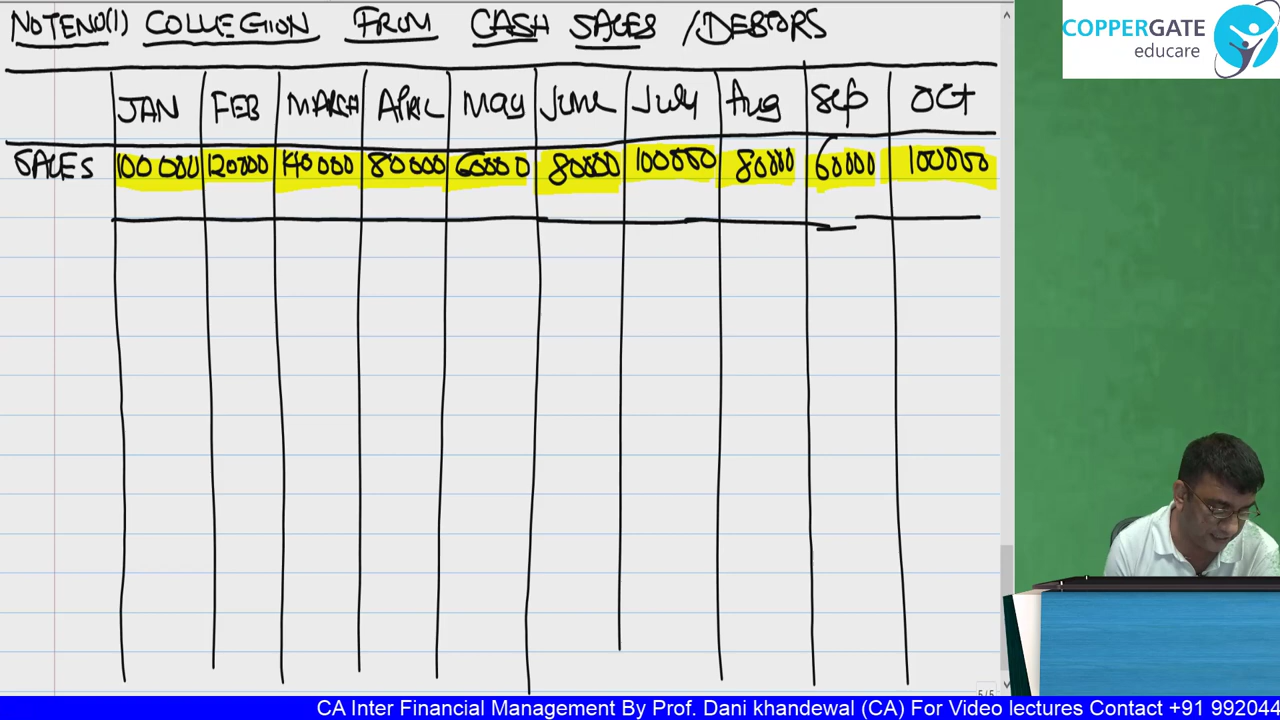 NOTENO(1) COLLECTION FROM CASH SALES /DEBTORS
COPPERGATE
educare
JAN FEB MARCH APRIL MAY JUNE July Aug Sep OCT
SALES 100000 120000 140000 80000 60000 80000 100000 80000 60000 100000
5/5
CA Inter Financial Management By Prof. Dani khandewal (CA) For Video lectures Contact +91 992044